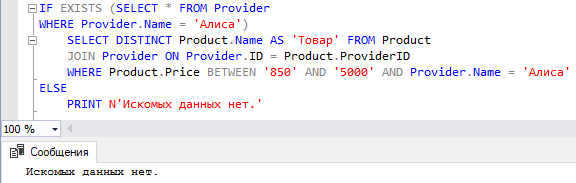 IF EXISTS (SELECT * FROM Provider
WHERE Provider.Name = 'Алиса')
SELECT DISTINCT Product.Name AS 'Товар' FROM Product
JOIN Provider ON Provider.ID = Product.ProviderID
WHERE Product.Price BETWEEN '850' AND '5000' AND Provider.Name = 'Алиса'
ELSE
PRINT N'Искомых данных нет.'
100 %
Сообщения
Искомых данных нет.